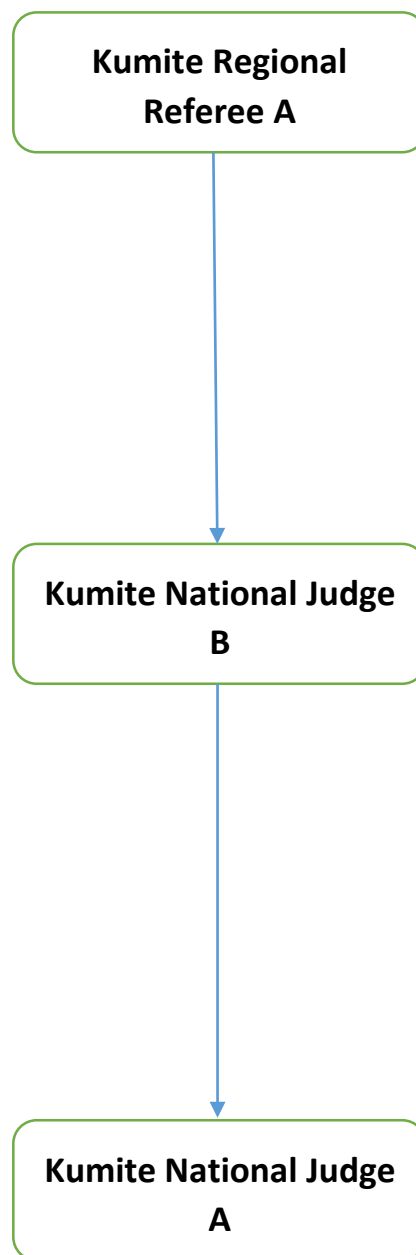 Kumite Regional
Referee A
Kumite National Judge
B
Kumite National Judge
A